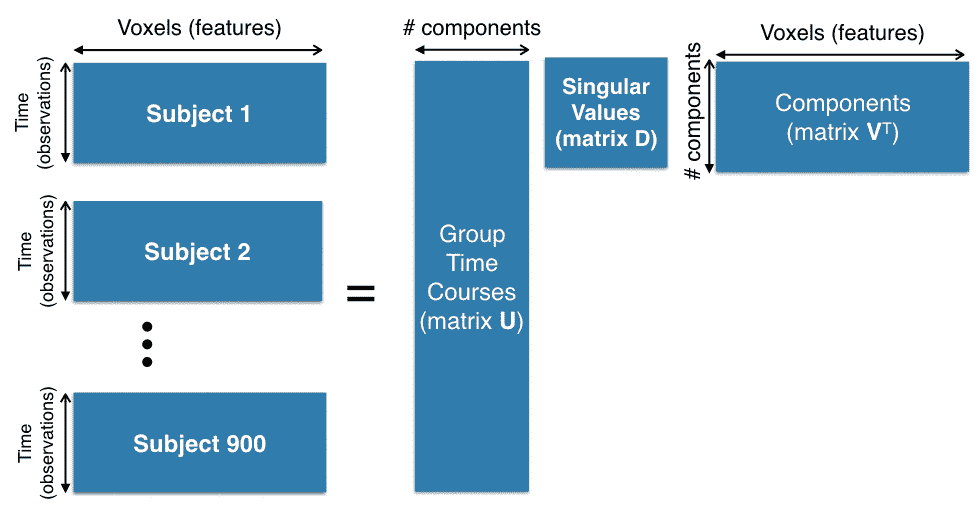 Voxels (features)
Time
(observations)
Subject 1
Time
(observations)
Subject 2
Time
(observations)
Subject 900
=
# components
Group
Time
Courses
(matrix U)
Singular
Values
(matrix D)
Voxels (features)
# components
Components
(matrix Vᵀ)